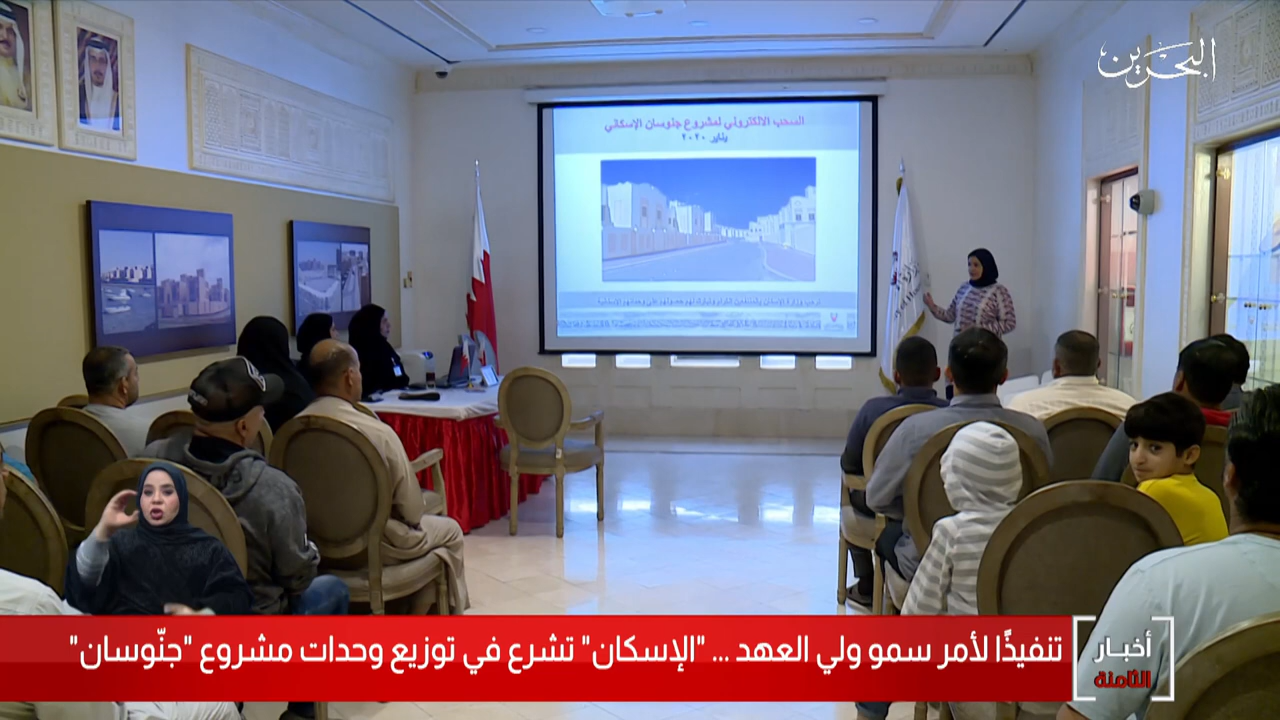 البحرين
السحب الالكتروني لمشروع جنوسان الإسكاني
يناير ٢٠٢٠
تنفيذًا لأمر سمو ولي العهد ... "الإسكان" تشرع في توزيع وحدات مشروع "جنّوسان"
أخبار
الثامنة